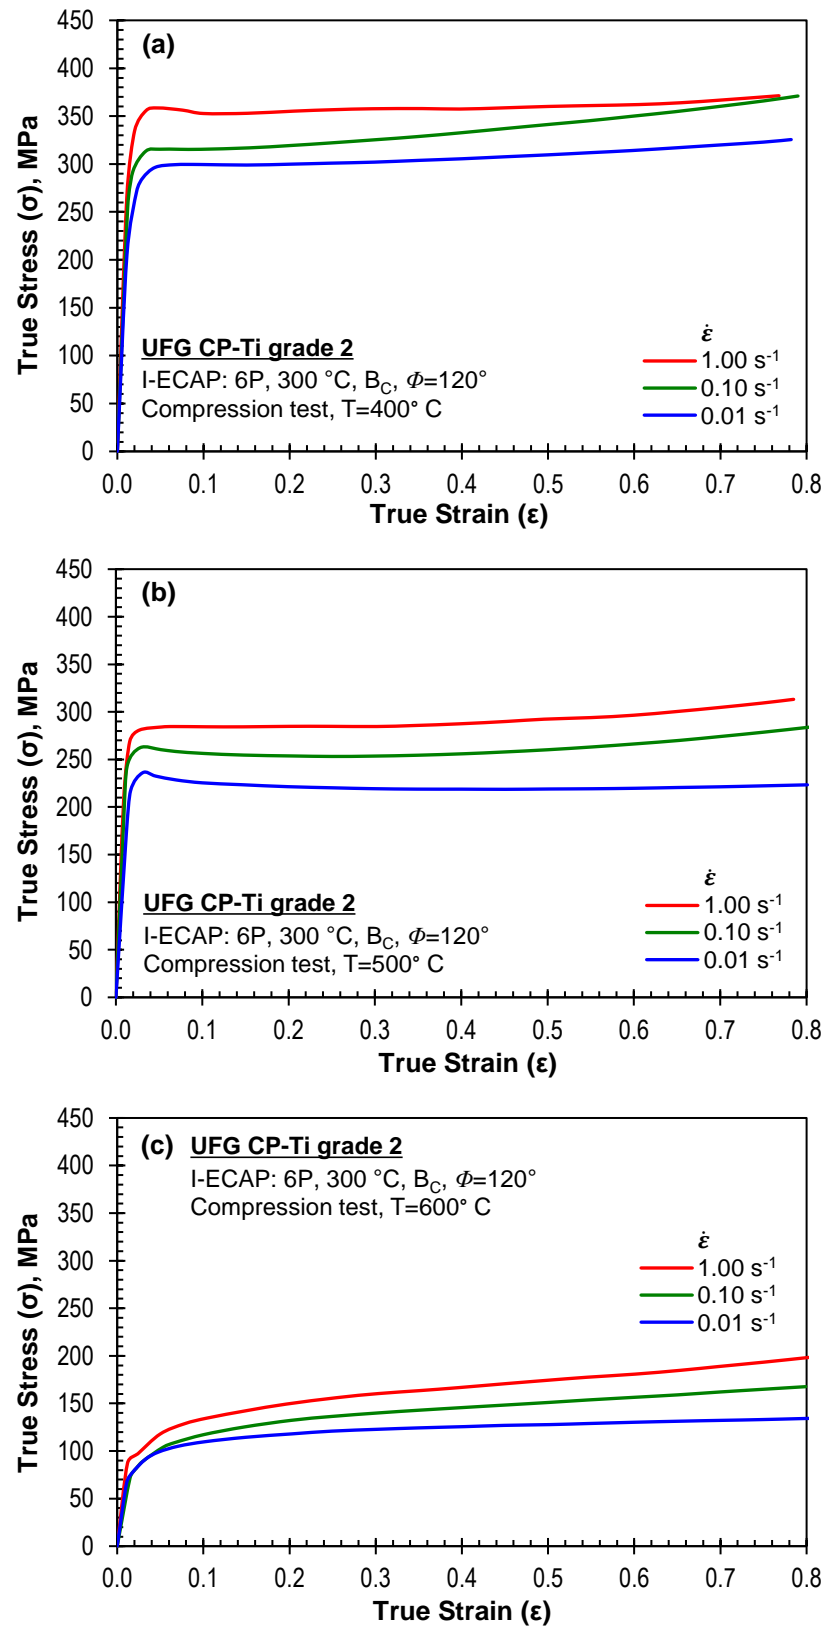 (a)
450
400
350
300
250
200
150
100
50
0
True Stress (σ), MPa
UFG CP-Ti grade 2
I-ECAP: 6P, 300 °C, B_C, Φ=120°
Compression test, T=400° C
ε̇
1.00 s⁻¹
0.10 s⁻¹
0.01 s⁻¹
0.0 0.1 0.2 0.3 0.4 0.5 0.6 0.7 0.8
True Strain (ε)
(b)
450
400
350
300
250
200
150
100
50
0
True Stress (σ), MPa
UFG CP-Ti grade 2
I-ECAP: 6P, 300 °C, B_C, Φ=120°
Compression test, T=500° C
ε̇
1.00 s⁻¹
0.10 s⁻¹
0.01 s⁻¹
0.0 0.1 0.2 0.3 0.4 0.5 0.6 0.7 0.8
True Strain (ε)
(c)
450
400
350
300
250
200
150
100
50
0
True Stress (σ), MPa
UFG CP-Ti grade 2
I-ECAP: 6P, 300 °C, B_C, Φ=120°
Compression test, T=600° C
ε̇
1.00 s⁻¹
0.10 s⁻¹
0.01 s⁻¹
0.0 0.1 0.2 0.3 0.4 0.5 0.6 0.7 0.8
True Strain (ε)